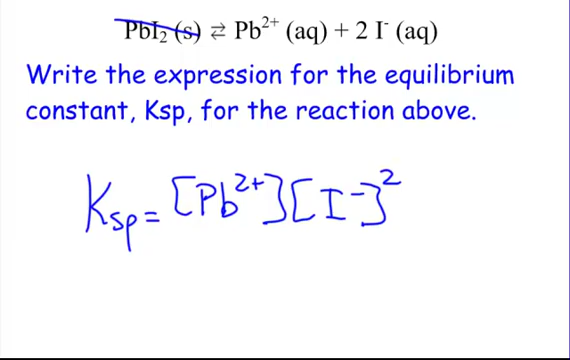 PbI₂ (s) ⇄ Pb²⁺ (aq) + 2 I⁻ (aq)
Write the expression for the equilibrium
constant, Ksp, for the reaction above.
Ksp = [Pb²⁺][I⁻]²